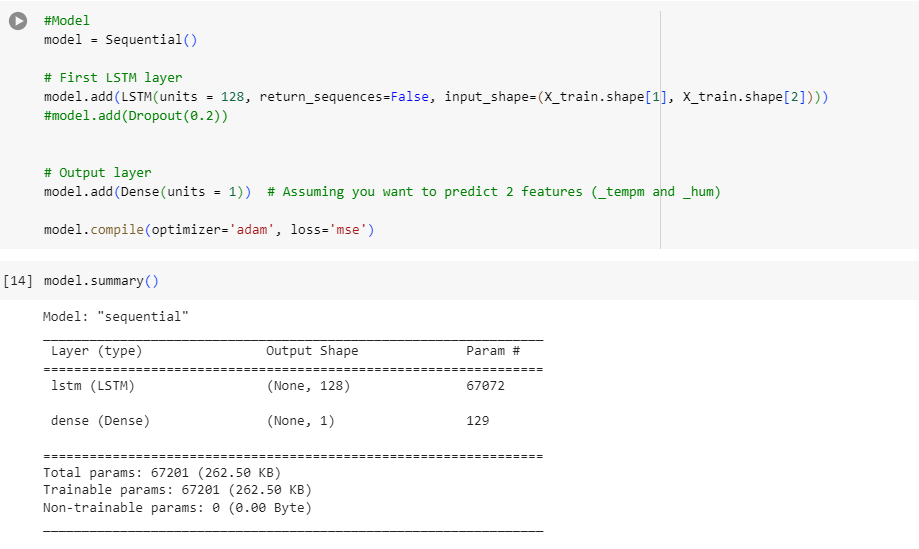 #Model
model = Sequential()
# First LSTM layer
model.add(LSTM(units = 128, return_sequences=False, input_shape=(X_train.shape[1], X_train.shape[2])))
#model.add(Dropout(0.2))
# Output layer
model.add(Dense(units = 1))  # Assuming you want to predict 2 features (_tempm and _hum)
model.compile(optimizer='adam', loss='mse')
[14] model.summary()
Model: "sequential"
Layer (type) Output Shape Param #
lstm (LSTM) (None, 128) 67072
dense (Dense) (None, 1) 129
Total params: 67201 (262.50 KB)
Trainable params: 67201 (262.50 KB)
Non-trainable params: 0 (0.00 Byte)